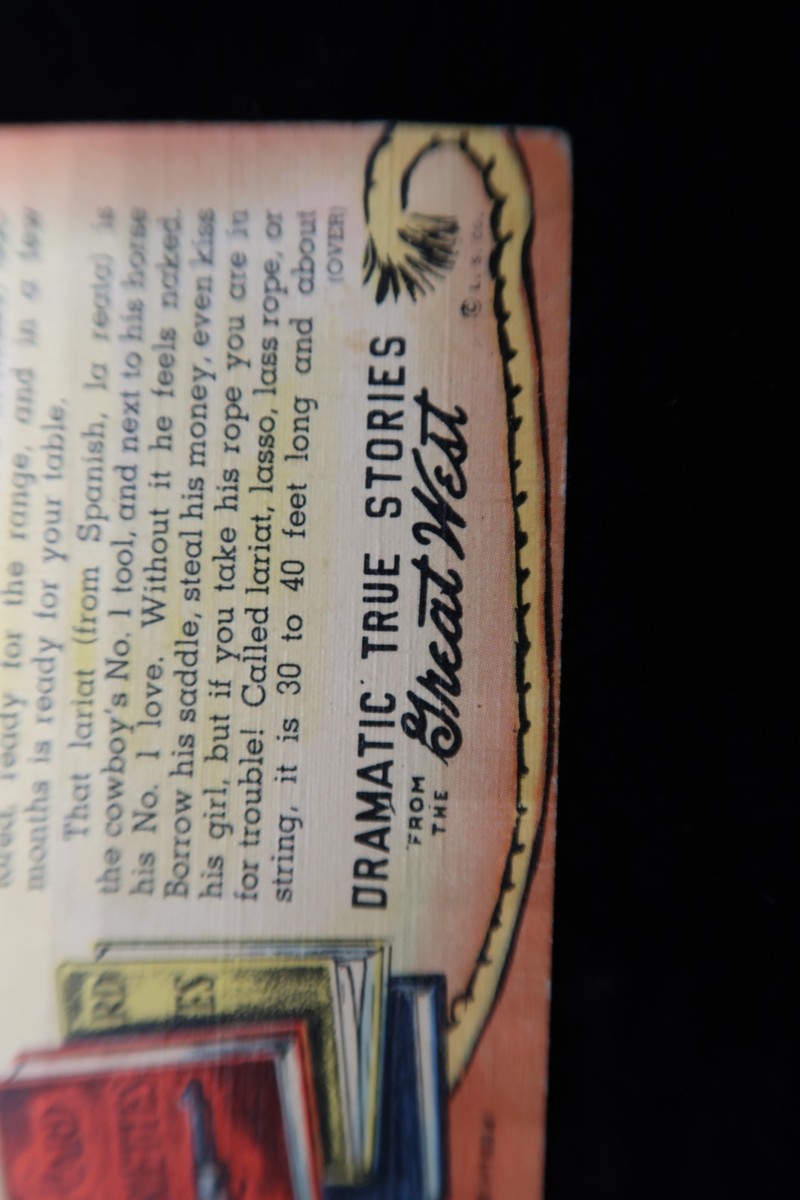 ready for the range, and in a few
months is ready for your table.
That lariat (from Spanish, la reata) is
the cowboy's No. 1 tool, and next to his horse
his No. 1 love. Without it he feels naked.
Borrow his saddle, steal his money, even kiss
his girl, but if you take his rope you are in
for trouble! Called lariat, lasso, lass rope, or
string, it is 30 to 40 feet long and about
(OVER)
DRAMATIC TRUE STORIES
FROM
THE
Great West
© L. S. Co.
RD
ES